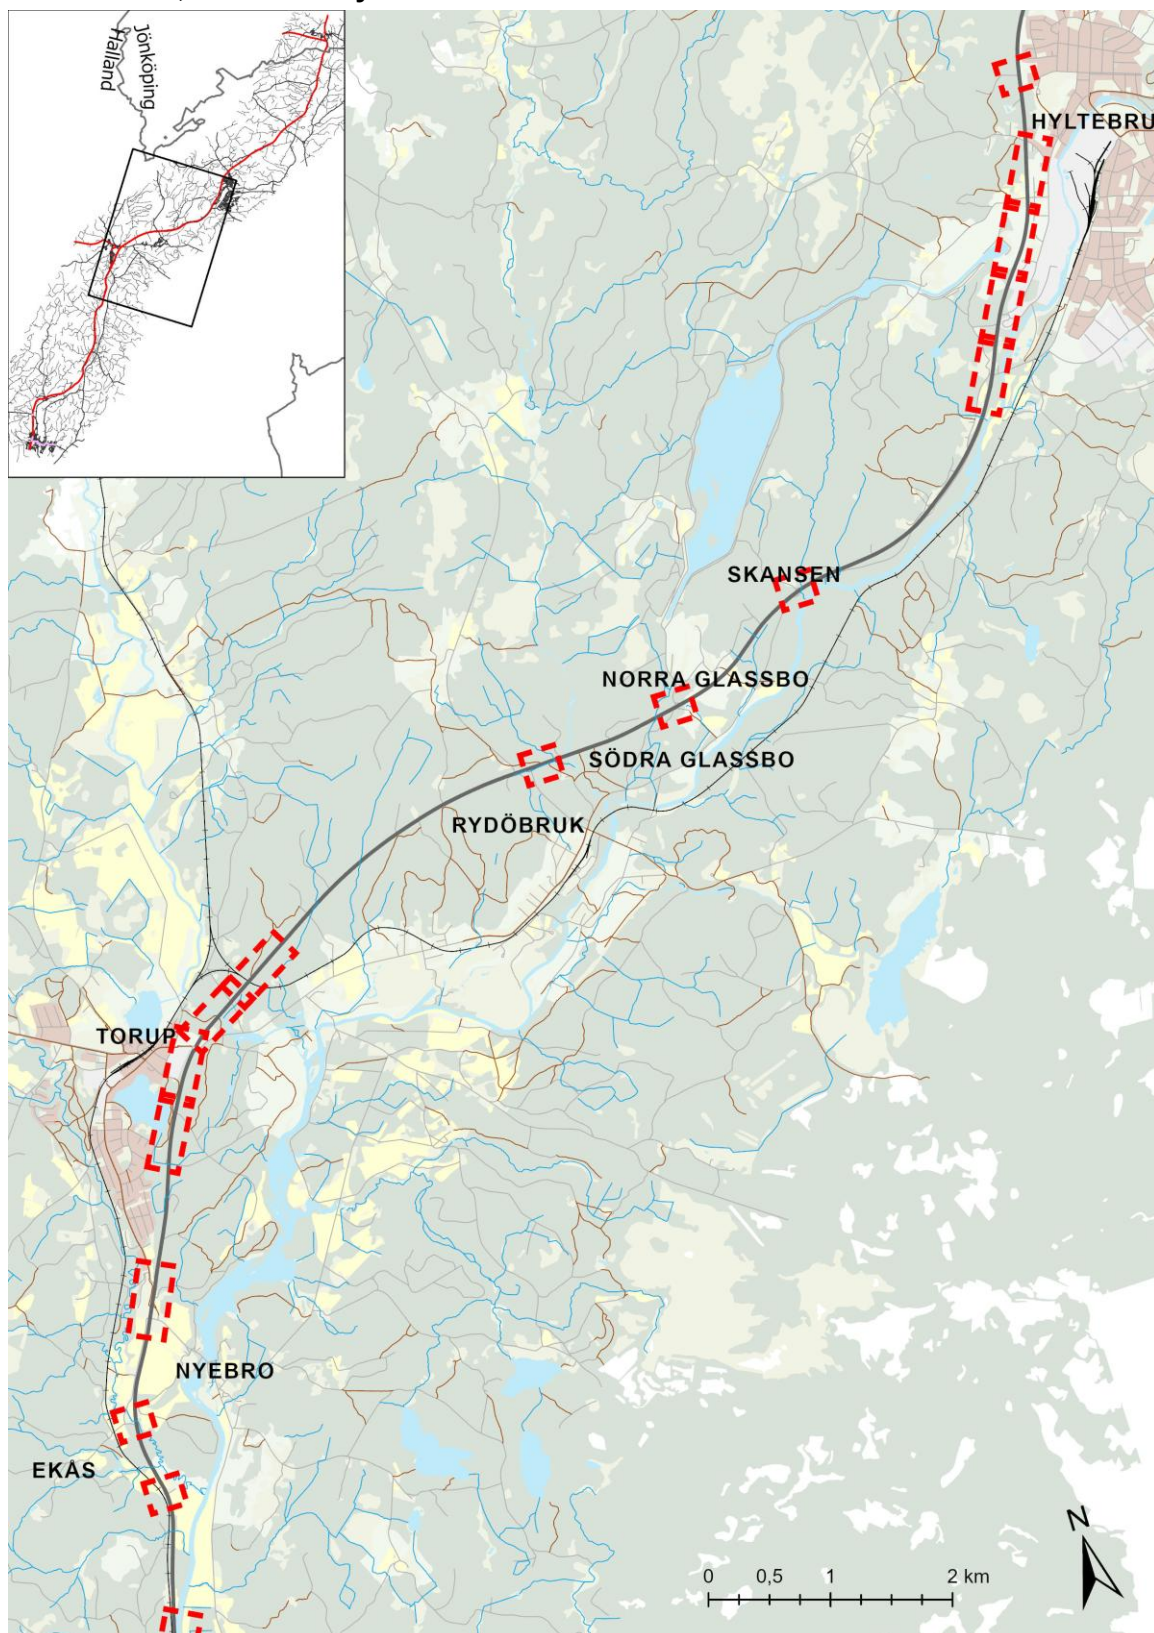 Jönköping
Halland
HYLTEBRU
SKANSEN
NORRA GLASSBO
SÖDRA GLASSBO
RYDÖBRUK
TORUP
NYEBRO
EKÅS
N
0 0,5 1 2 km